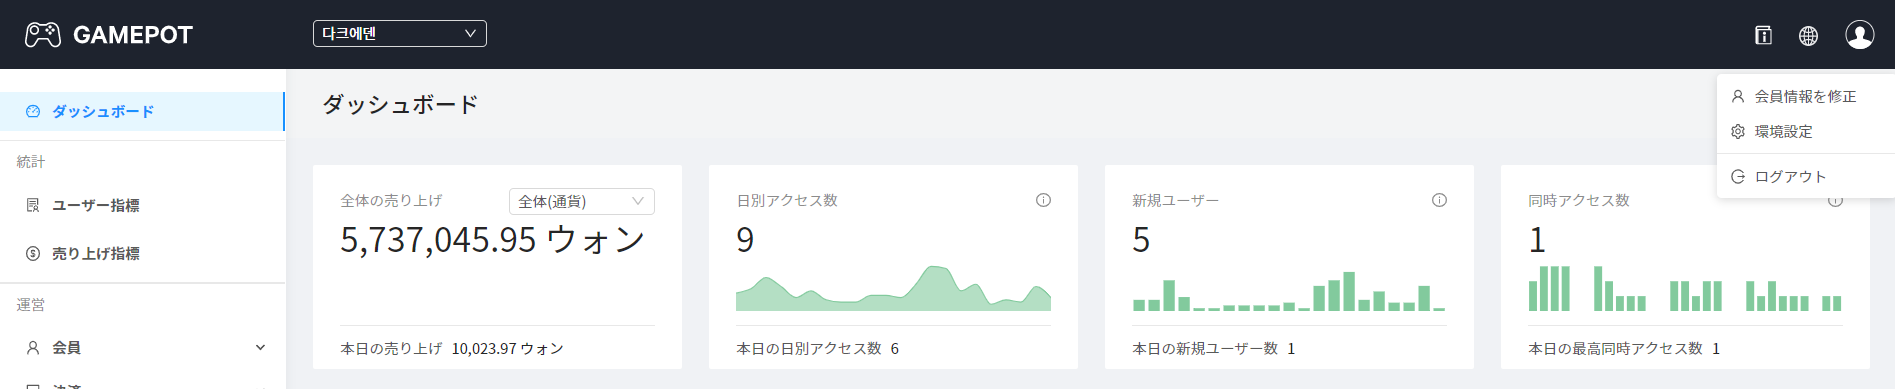 GAMEPOT
다크에덴
ダッシュボード
統計
ユーザー指標
売り上げ指標
運営
会員
ダッシュボード
会員情報を修正
環境設定
ログアウト
全体の売り上げ
全体(通貨)
5,737,045.95 ウォン
本日の売り上げ 10,023.97 ウォン
日別アクセス数
9
本日の日別アクセス数 6
新規ユーザー
5
本日の新規ユーザー数 1
同時アクセス数
1
本日の最高同時アクセス数 1